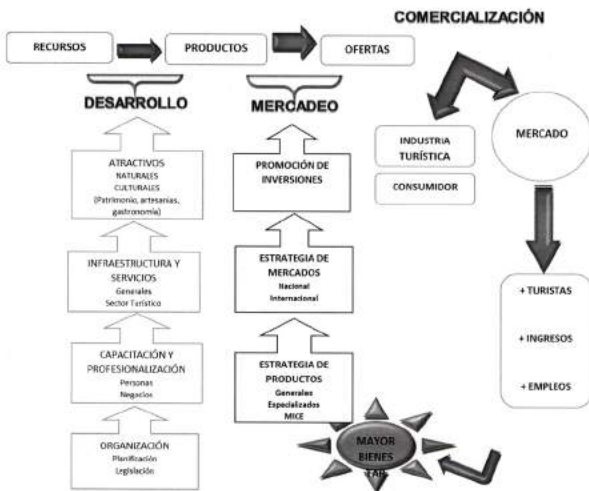 COMERCIALIZACIÓN
RECURSOS
PRODUCTOS
OFERTAS
DESARROLLO
MERCADEO
ATRACTIVOS
NATURALES
CULTURALES
(Patrimonio, artesanías,
gastronomía)
INFRAESTRUCTURA Y
SERVICIOS
Generales
Sector Turístico
CAPACITACIÓN Y
PROFESIONALIZACIÓN
Personas
Negocios
ORGANIZACIÓN
Planificación
Legislación
PROMOCIÓN DE
INVERSIONES
ESTRATEGIA DE
MERCADOS
Nacional
Internacional
ESTRATEGIA DE
PRODUCTOS
Generales
Especializados
MICE
INDUSTRIA
TURÍSTICA
CONSUMIDOR
MERCADO
+ TURISTAS
+ INGRESOS
+ EMPLEOS
MAYOR
BIENES
TAR